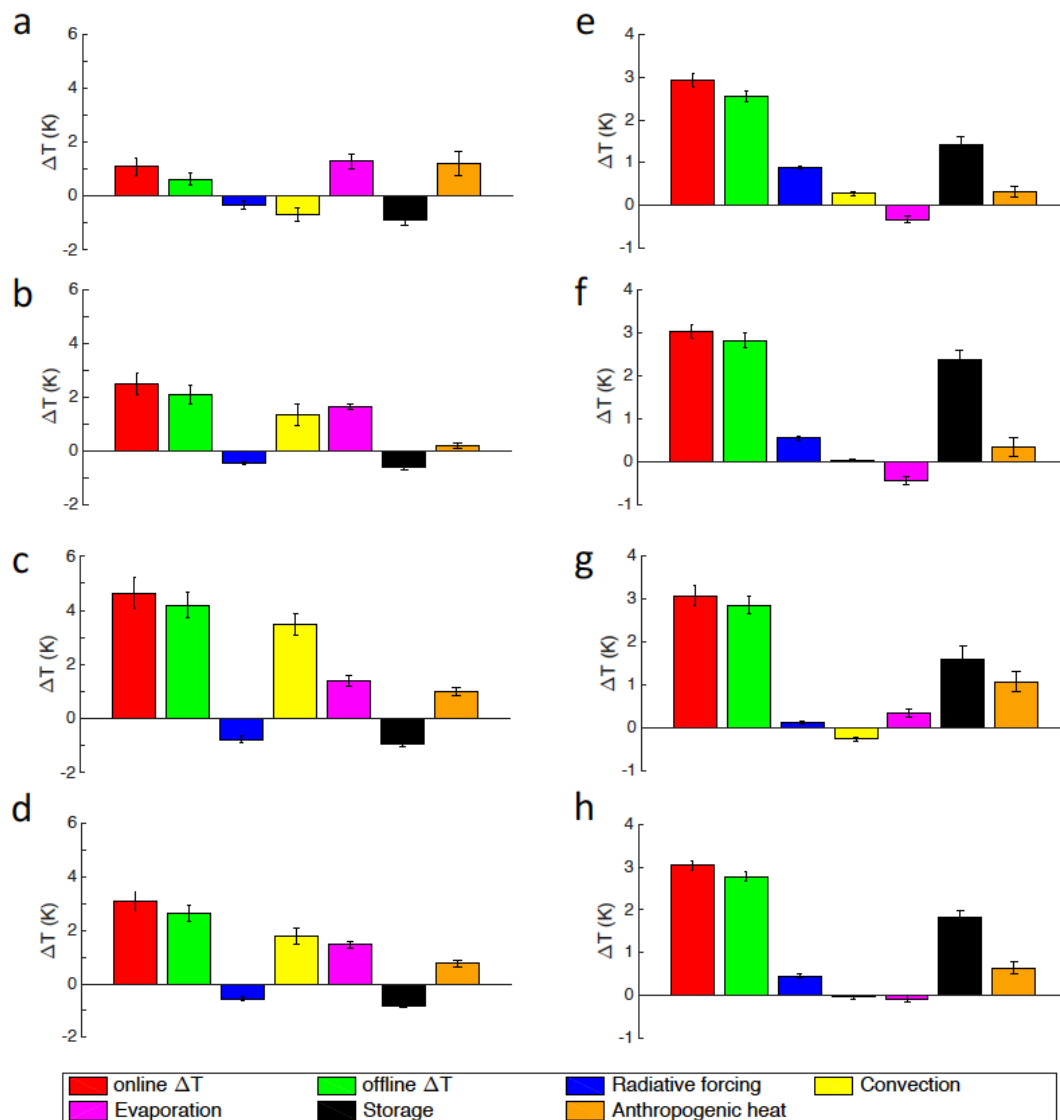 a
6
4
2
0
-2
ΔT (K)
e
4
3
2
1
0
-1
ΔT (K)
b
6
4
2
0
-2
ΔT (K)
f
4
3
2
1
0
-1
ΔT (K)
c
6
4
2
0
-2
ΔT (K)
g
4
3
2
1
0
-1
ΔT (K)
d
6
4
2
0
-2
ΔT (K)
h
4
3
2
1
0
-1
ΔT (K)
online ΔT offline ΔT Radiative forcing Convection
Evaporation Storage Anthropogenic heat